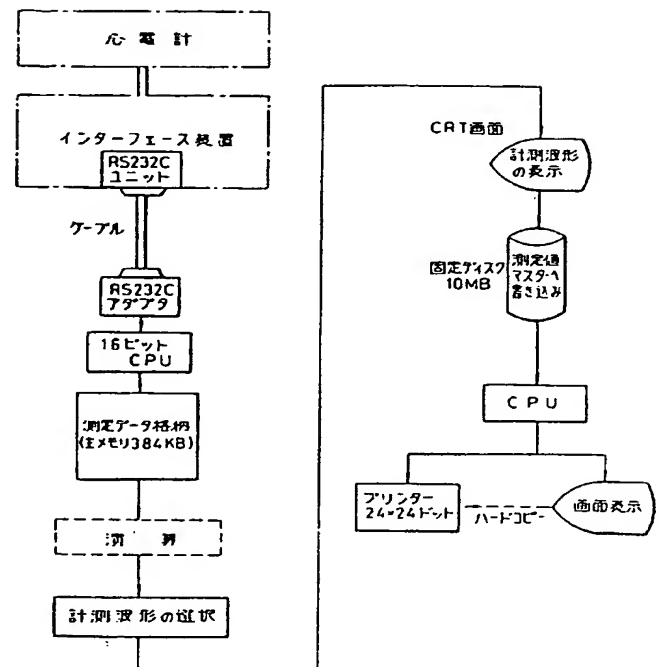 心電計
インターフェース装置
RS232C
ユニット
ケーブル
RS232C
アダプタ
16ビット
CPU
測定データ格納
(主メモリ384KB)
演算
計測波形の選択
CRT画面
計測波形
の表示
固定ディスク
10MB
測定値
マスターへ
書き込み
CPU
プリンター
24×24ドット
ハードコピー
画面表示